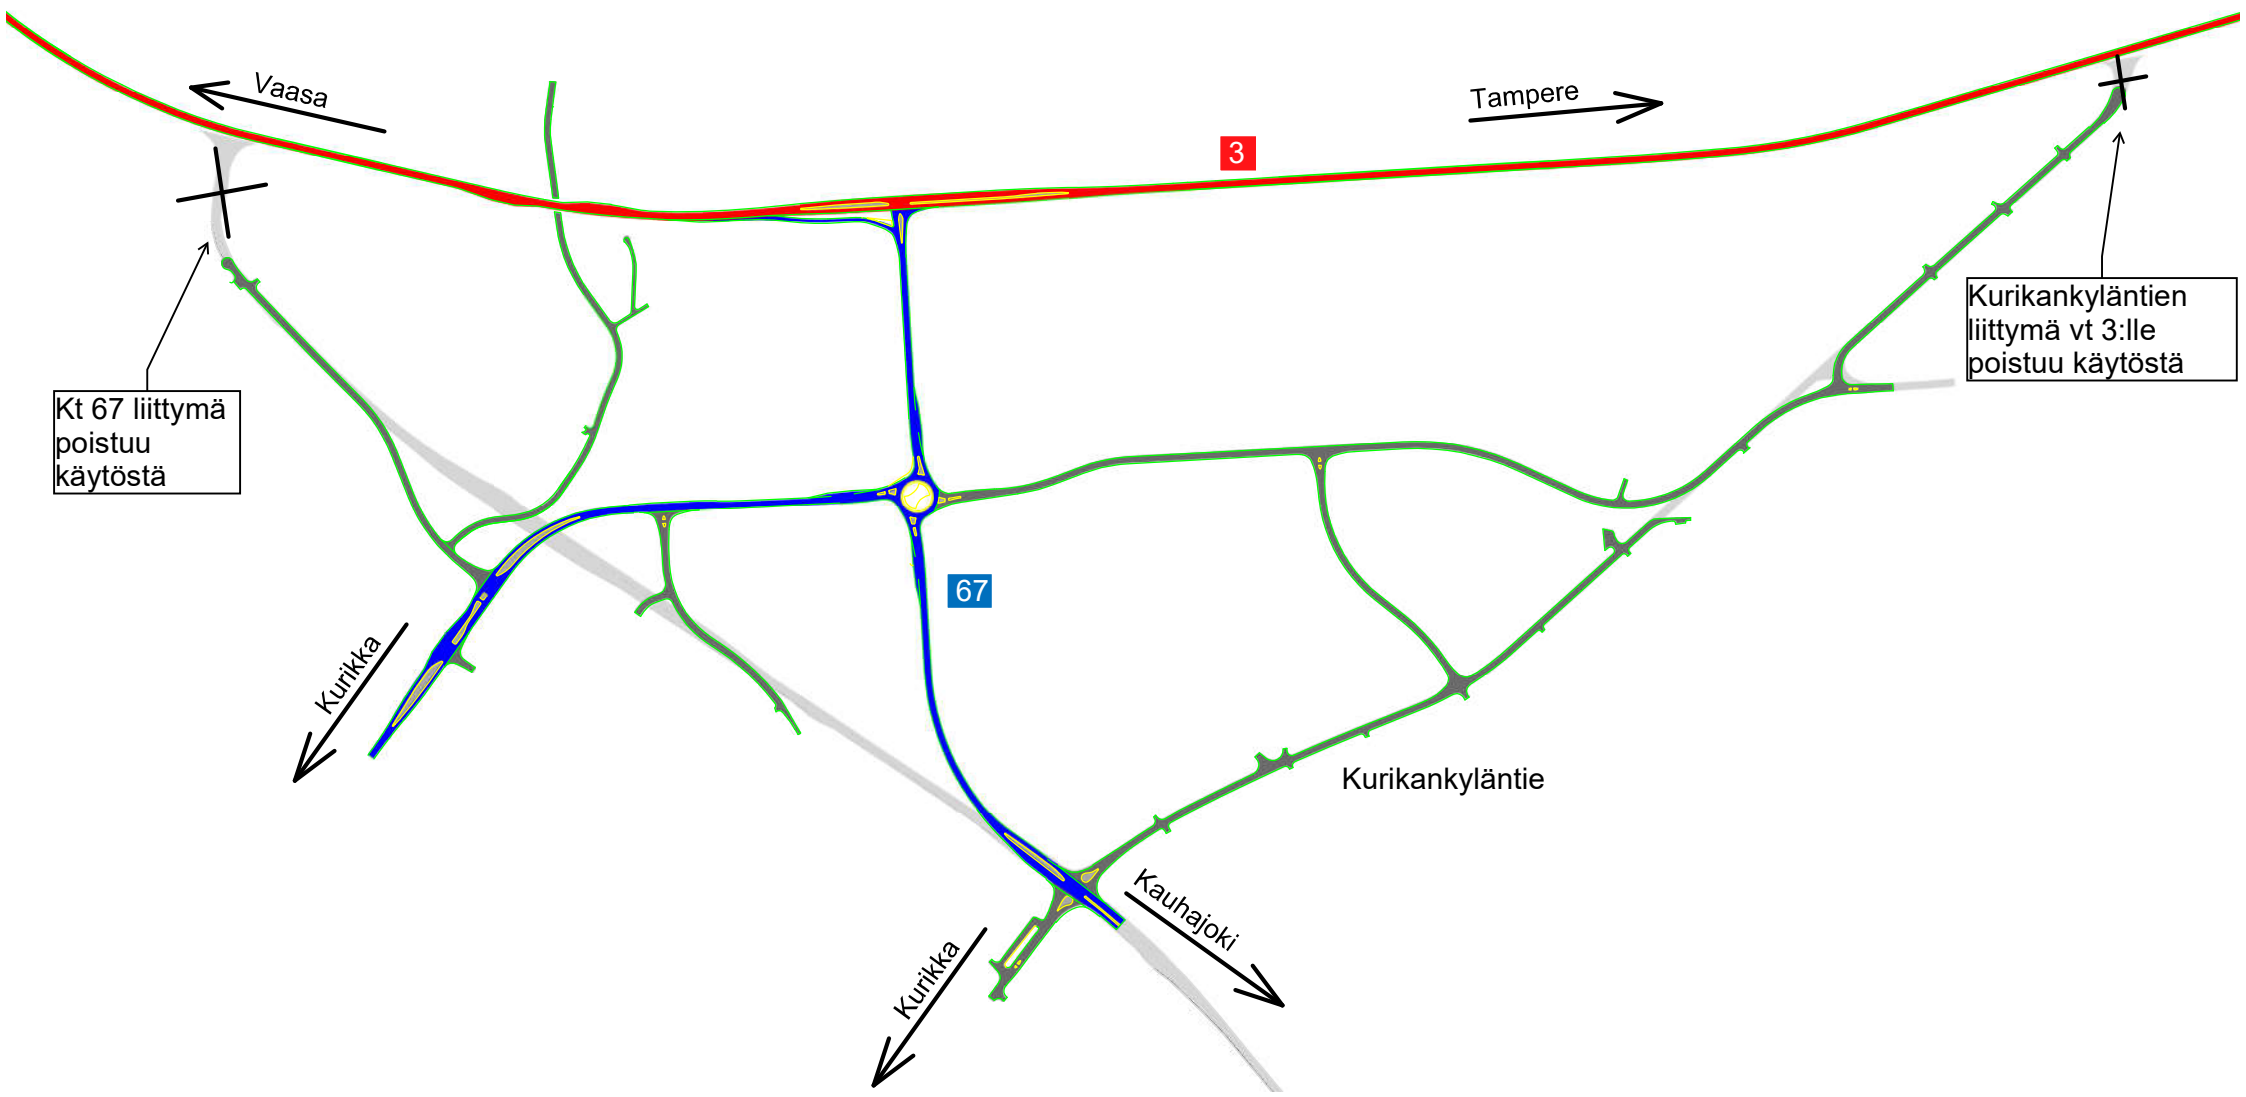 Vaasa
Tampere
3
Kurikankyläntien
liittymä vt 3:lle
poistuu käytöstä
Kt 67 liittymä
poistuu
käytöstä
67
Kurikka
Kurikankyläntie
Kauhajoki
Kurikka